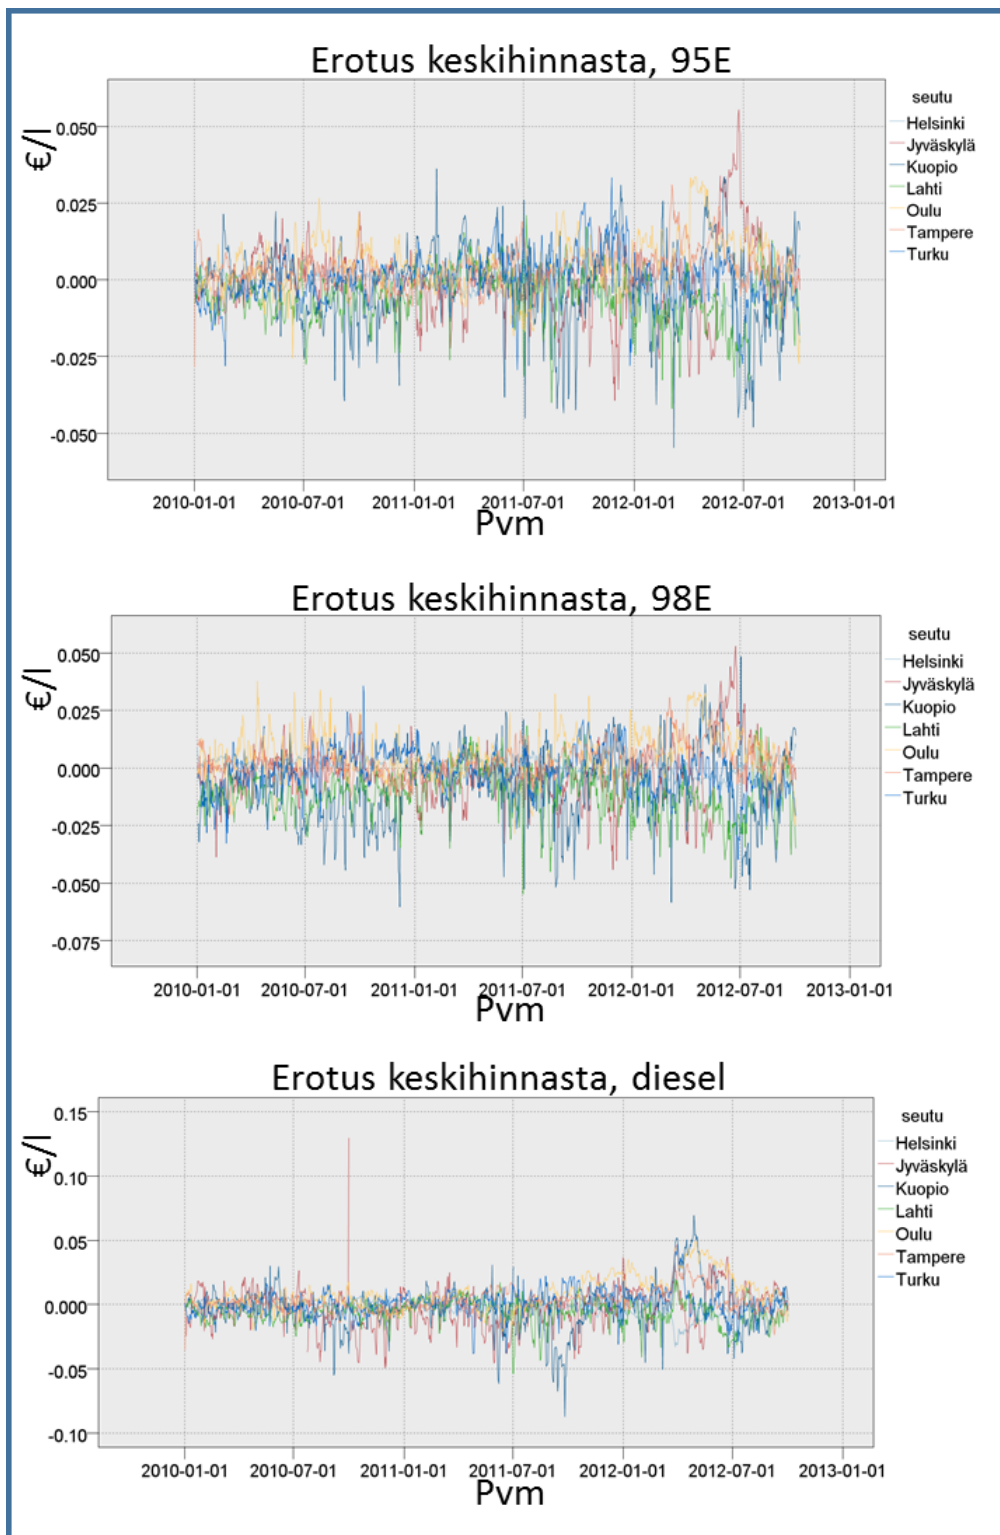 Erotus keskihinnasta, 95E
€/l
0.050
0.025
0.000
-0.025
-0.050
seutu
Helsinki
Jyväskylä
Kuopio
Lahti
Oulu
Tampere
Turku
2010-01-01 2010-07-01 2011-01-01 2011-07-01 2012-01-01 2012-07-01 2013-01-01
Pvm
Erotus keskihinnasta, 98E
€/l
0.050
0.025
0.000
-0.025
-0.050
-0.075
seutu
Helsinki
Jyväskylä
Kuopio
Lahti
Oulu
Tampere
Turku
2010-01-01 2010-07-01 2011-01-01 2011-07-01 2012-01-01 2012-07-01 2013-01-01
Pvm
Erotus keskihinnasta, diesel
€/l
0.15
0.10
0.05
0.000
-0.05
-0.10
seutu
Helsinki
Jyväskylä
Kuopio
Lahti
Oulu
Tampere
Turku
2010-01-01 2010-07-01 2011-01-01 2011-07-01 2012-01-01 2012-07-01 2013-01-01
Pvm